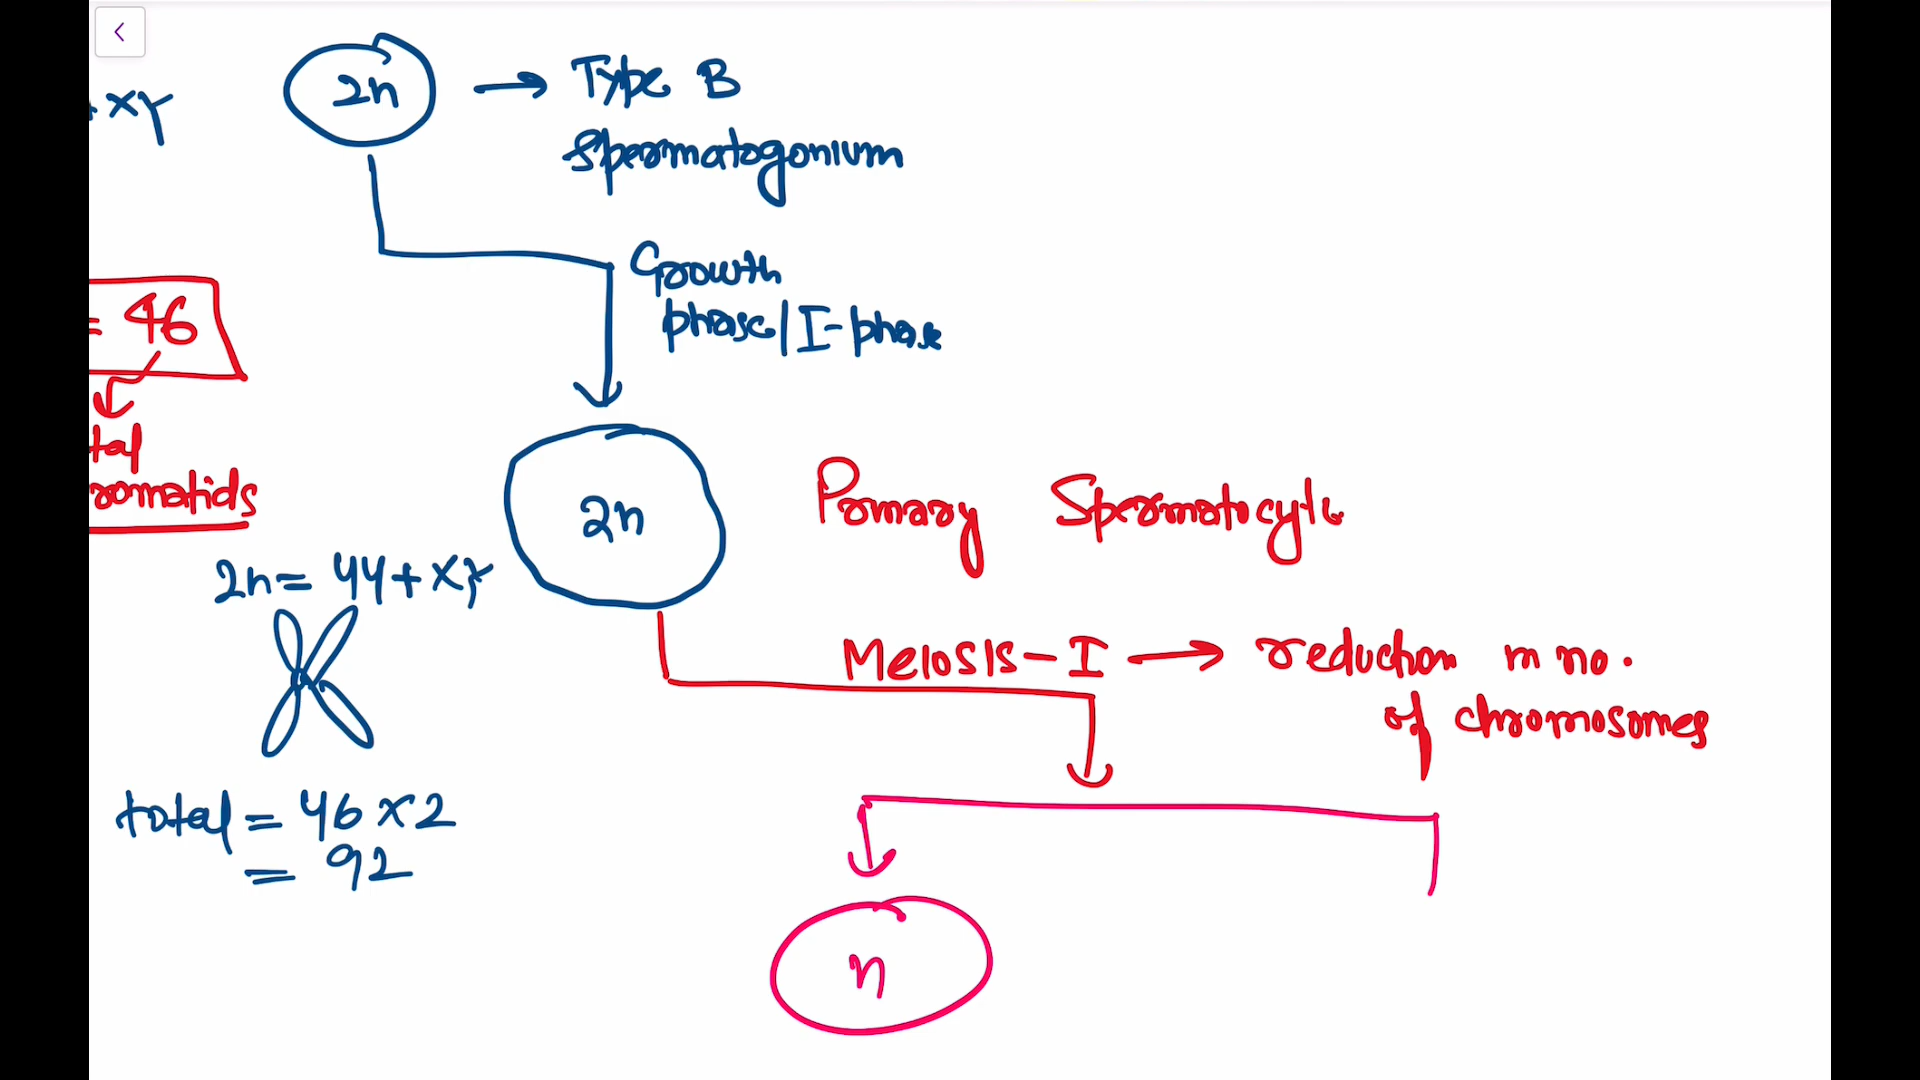 +XY
2n → Type B
Spermatogonium
Growth
phase/I-phase
= 46
tal
romatids
2n
Primary Spermatocyte
2n = 44+XY
Meiosis-I → reduction in no.
of chromosomes
total = 46 x 2
= 92
n